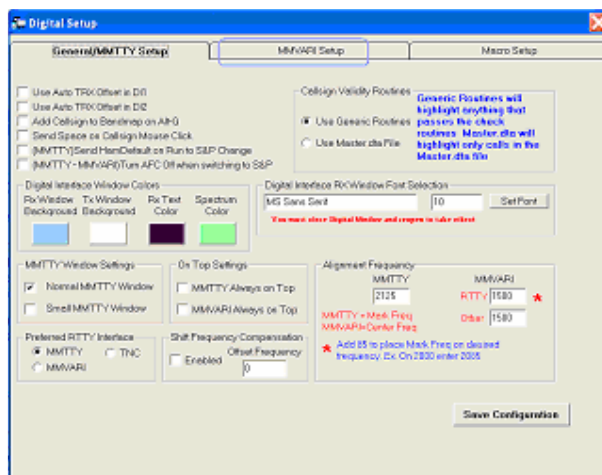 Digital Setup
General/MMTTY Setup
MMVARI Setup
Macro Setup
Use Auto TRX Offset in DI1
Use Auto TRX Offset in DI2
Add Callsign to Bandmap on Alt-G
Send Space on Callsign Mouse Click.
(MMTTY)Send HamDefault on Run to S&P Change
(MMTTY - MMVARI)Turn AFC Off when switching to S&P
Callsign Validity Routines
Use Generic Routines
Use Master.dta File
Generic Routines will
highlight anything that
passes the check
routines Master.dta will
highlight only calls in the
Master.dta file
Digital Interface Window Colors
Rx Window Background
Tx Window Background
Rx Text Color
Spectrum Color
Digital Interface RX Window Font Selection
MS Sans Serif
10
Set Font
You must close Digital Window and reopen to take effect
MMTTY Window Settings
Normal MMTTY Window
Small MMTTY Window
On Top Settings
MMTTY Always on Top
MMVARI Always on Top
Alignment Frequency
MMTTY
2125
MMVARI
RTTY 1500 *
Other 1500
MMTTY = Mark Freq
MMVARI=Center Freq
* Add 85 to place Mark Freq on desired
frequency. Ex. On 2000 enter 2085
Preferred RTTY Interface
MMTTY
TNC
MMVARI
Shift Frequency Compensation
Enabled
Offset Frequency
0
Save Configuration